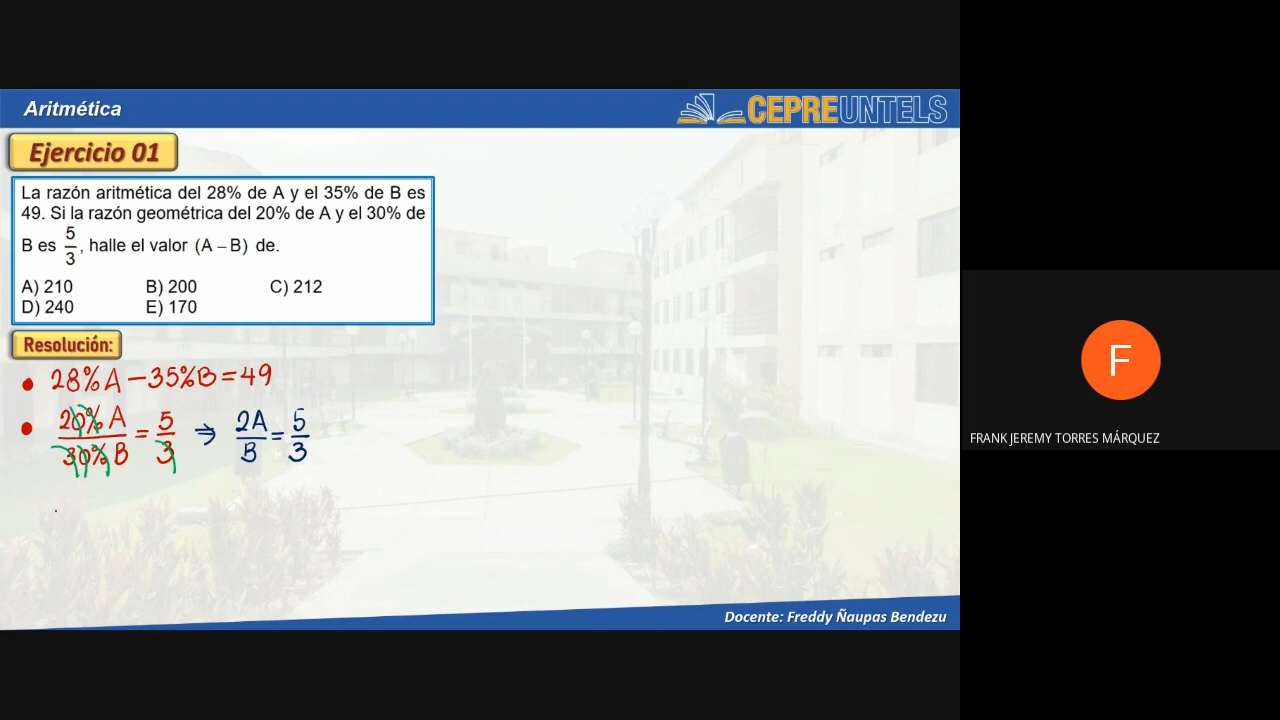 Aritmética
CEPREUNTELS
Ejercicio 01
La razón aritmética del 28% de A y el 35% de B es
49. Si la razón geométrica del 20% de A y el 30% de
B es 5/3, halle el valor (A – B) de.
A) 210 B) 200 C) 212
D) 240 E) 170
Resolución:
• 28%A – 35%B = 49
• 20%A/30%B = 5/3 ⇒ 2A/B = 5/3
Docente: Freddy Ñaupas Bendezu
F
FRANK JEREMY TORRES MÁRQUEZ